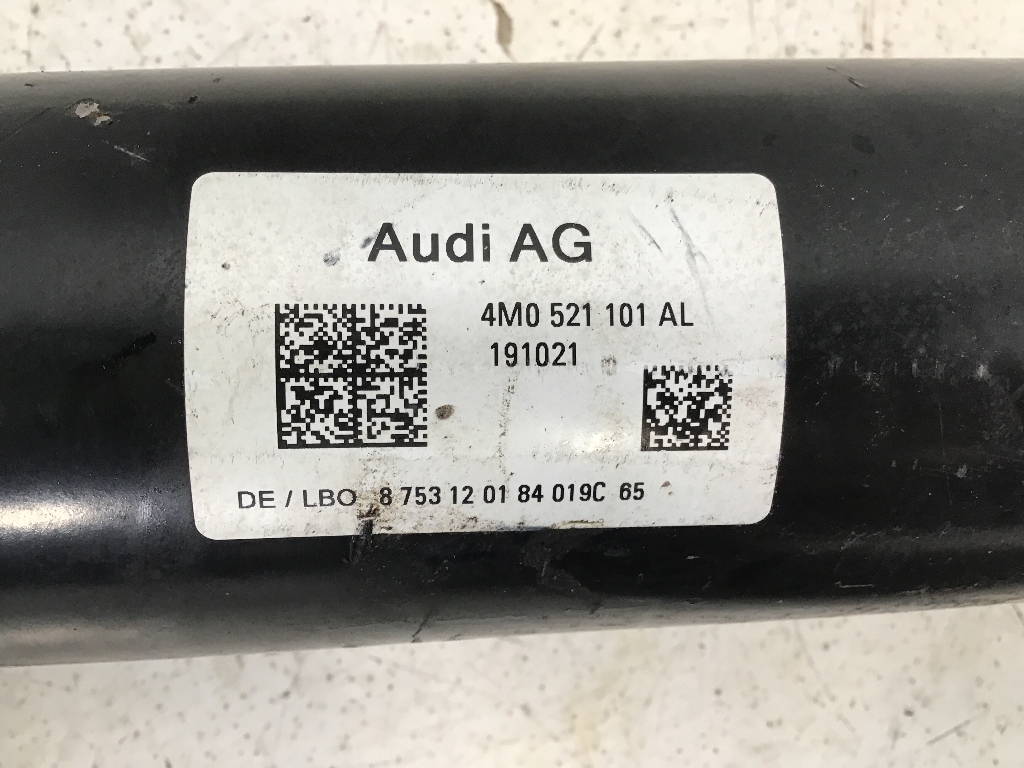 Audi AG
4M0 521 101 AL
191021
DE / LBO 8 753 12 01 84 019C 65